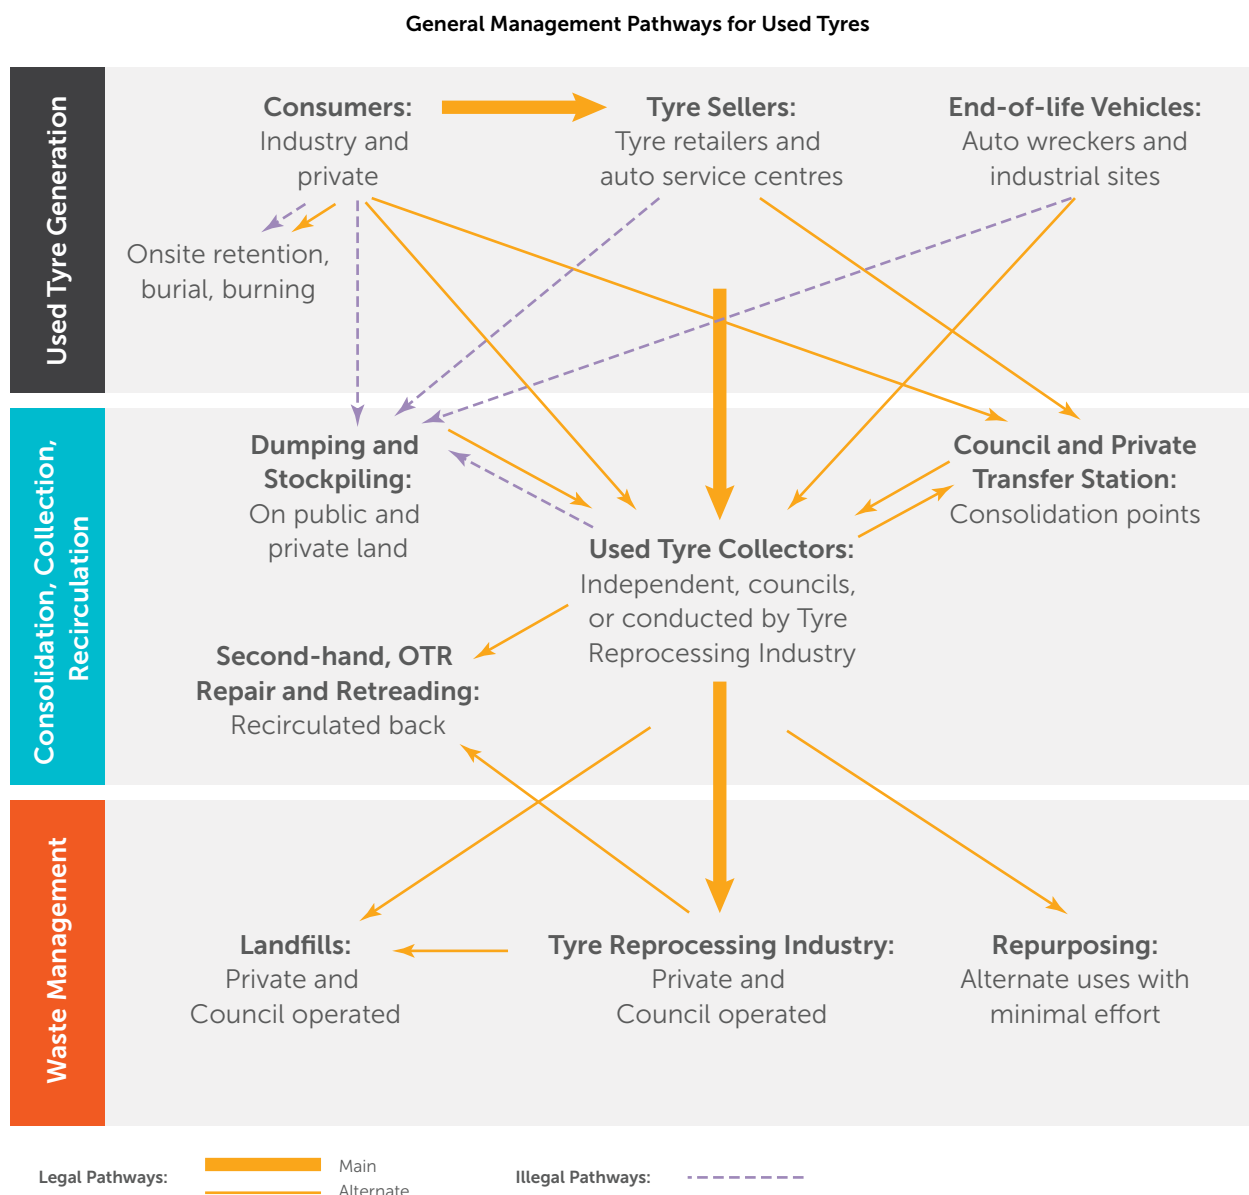 General Management Pathways for Used Tyres
Used Tyre Generation
Consumers:
Industry and
private
Tyre Sellers:
Tyre retailers and
auto service centres
End-of-life Vehicles:
Auto wreckers and
industrial sites
Onsite retention,
burial, burning
Consolidation, Collection,
Recirculation
Dumping and
Stockpiling:
On public and
private land
Council and Private
Transfer Station:
Consolidation points
Used Tyre Collectors:
Independent, councils,
or conducted by Tyre
Reprocessing Industry
Second-hand, OTR
Repair and Retreading:
Recirculated back
Waste Management
Landfills:
Private and
Council operated
Tyre Reprocessing Industry:
Private and
Council operated
Repurposing:
Alternate uses with
minimal effort
Legal Pathways:
Main
Alternate
Illegal Pathways: